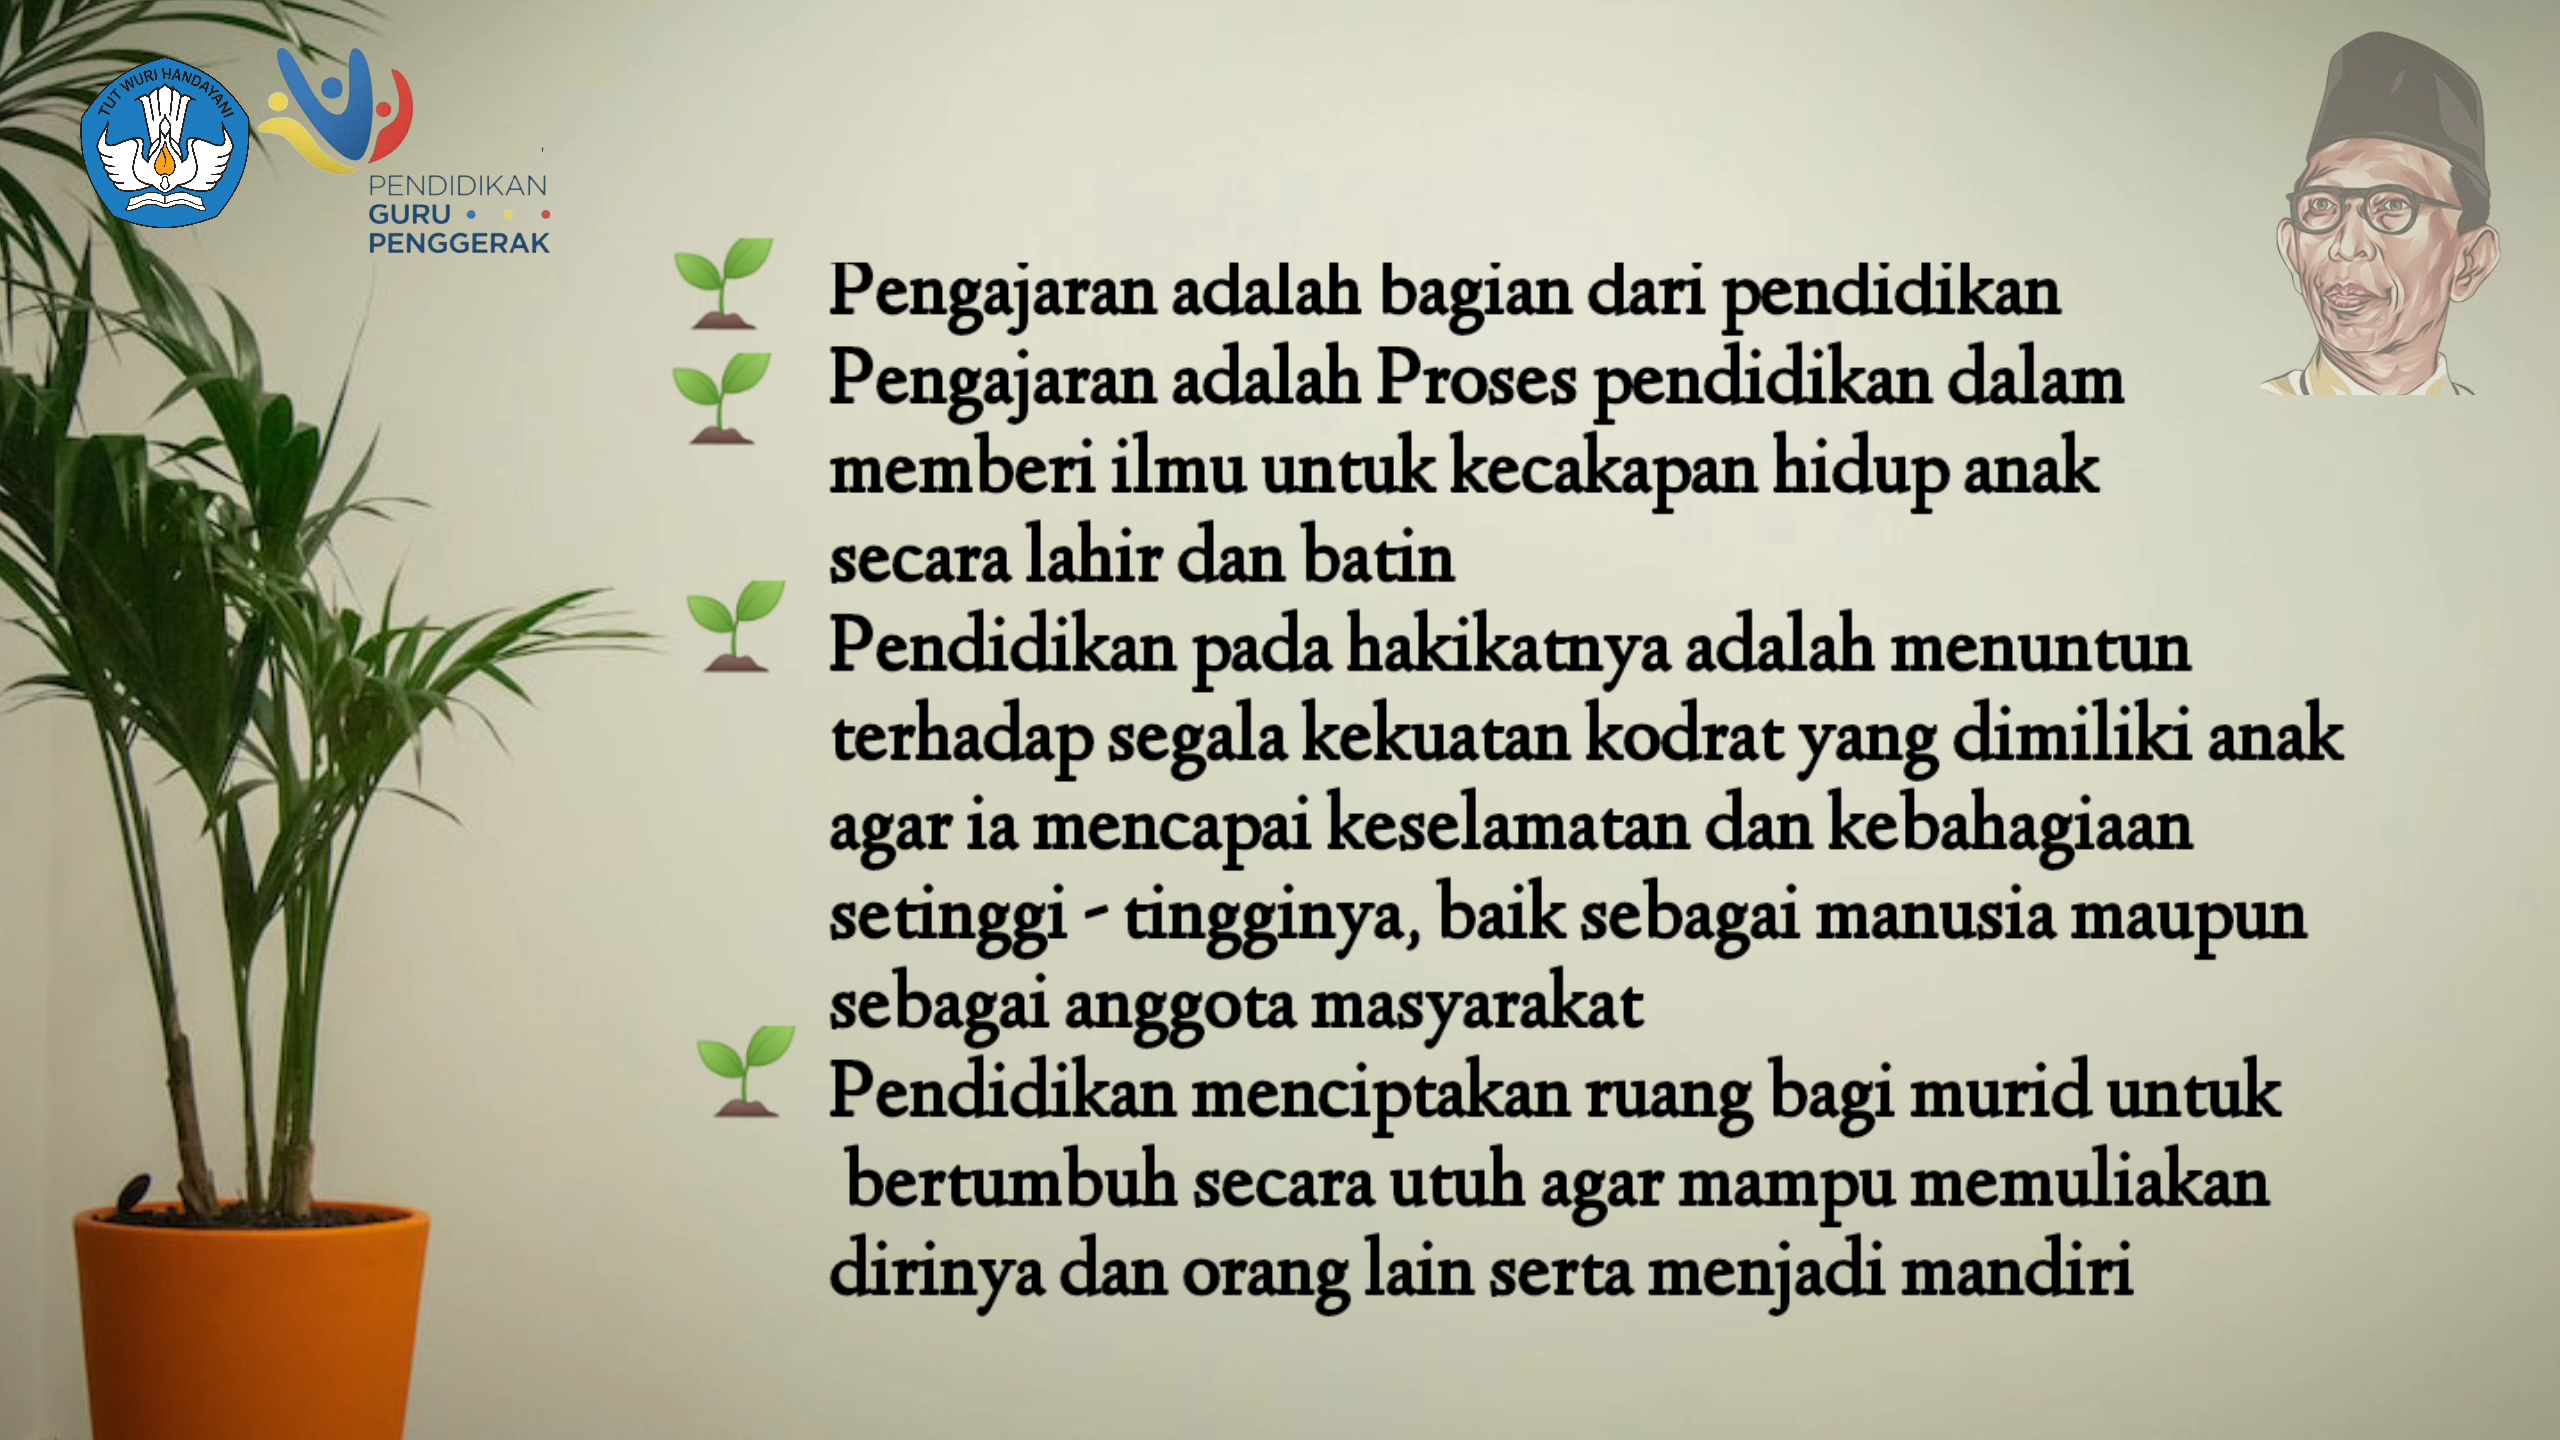 TUT WURI HANDAYANI
PENDIDIKAN
GURU
PENGGERAK
Pengajaran adalah bagian dari pendidikan
Pengajaran adalah Proses pendidikan dalam
memberi ilmu untuk kecakapan hidup anak
secara lahir dan batin
Pendidikan pada hakikatnya adalah menuntun
terhadap segala kekuatan kodrat yang dimiliki anak
agar ia mencapai keselamatan dan kebahagiaan
setinggi - tingginya, baik sebagai manusia maupun
sebagai anggota masyarakat
Pendidikan menciptakan ruang bagi murid untuk
bertumbuh secara utuh agar mampu memuliakan
dirinya dan orang lain serta menjadi mandiri